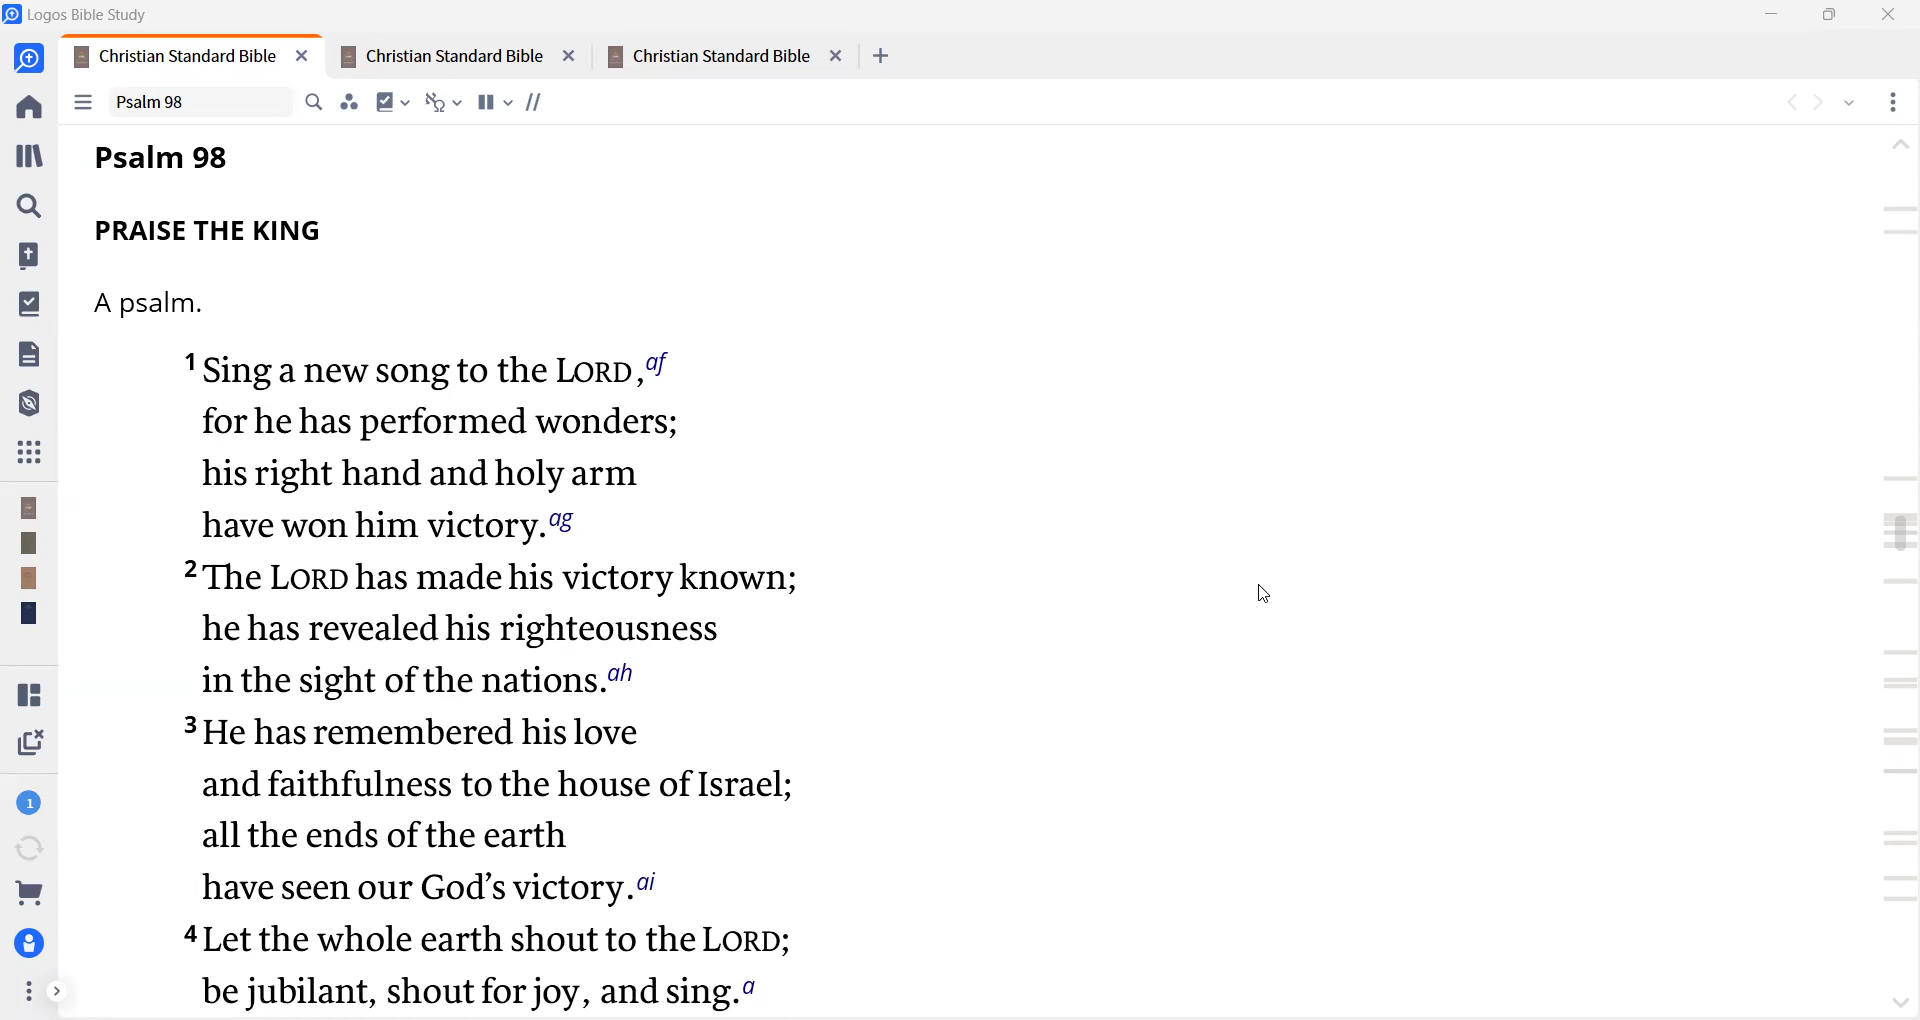 Logos Bible Study
Christian Standard Bible
Christian Standard Bible
Christian Standard Bible
Psalm 98
Psalm 98
PRAISE THE KING
A psalm.
1 Sing a new song to the LORD, af
for he has performed wonders;
his right hand and holy arm
have won him victory. ag
2 The LORD has made his victory known;
he has revealed his righteousness
in the sight of the nations. ah
3 He has remembered his love
and faithfulness to the house of Israel;
all the ends of the earth
have seen our God’s victory. ai
4 Let the whole earth shout to the LORD;
be jubilant, shout for joy, and sing. a
1